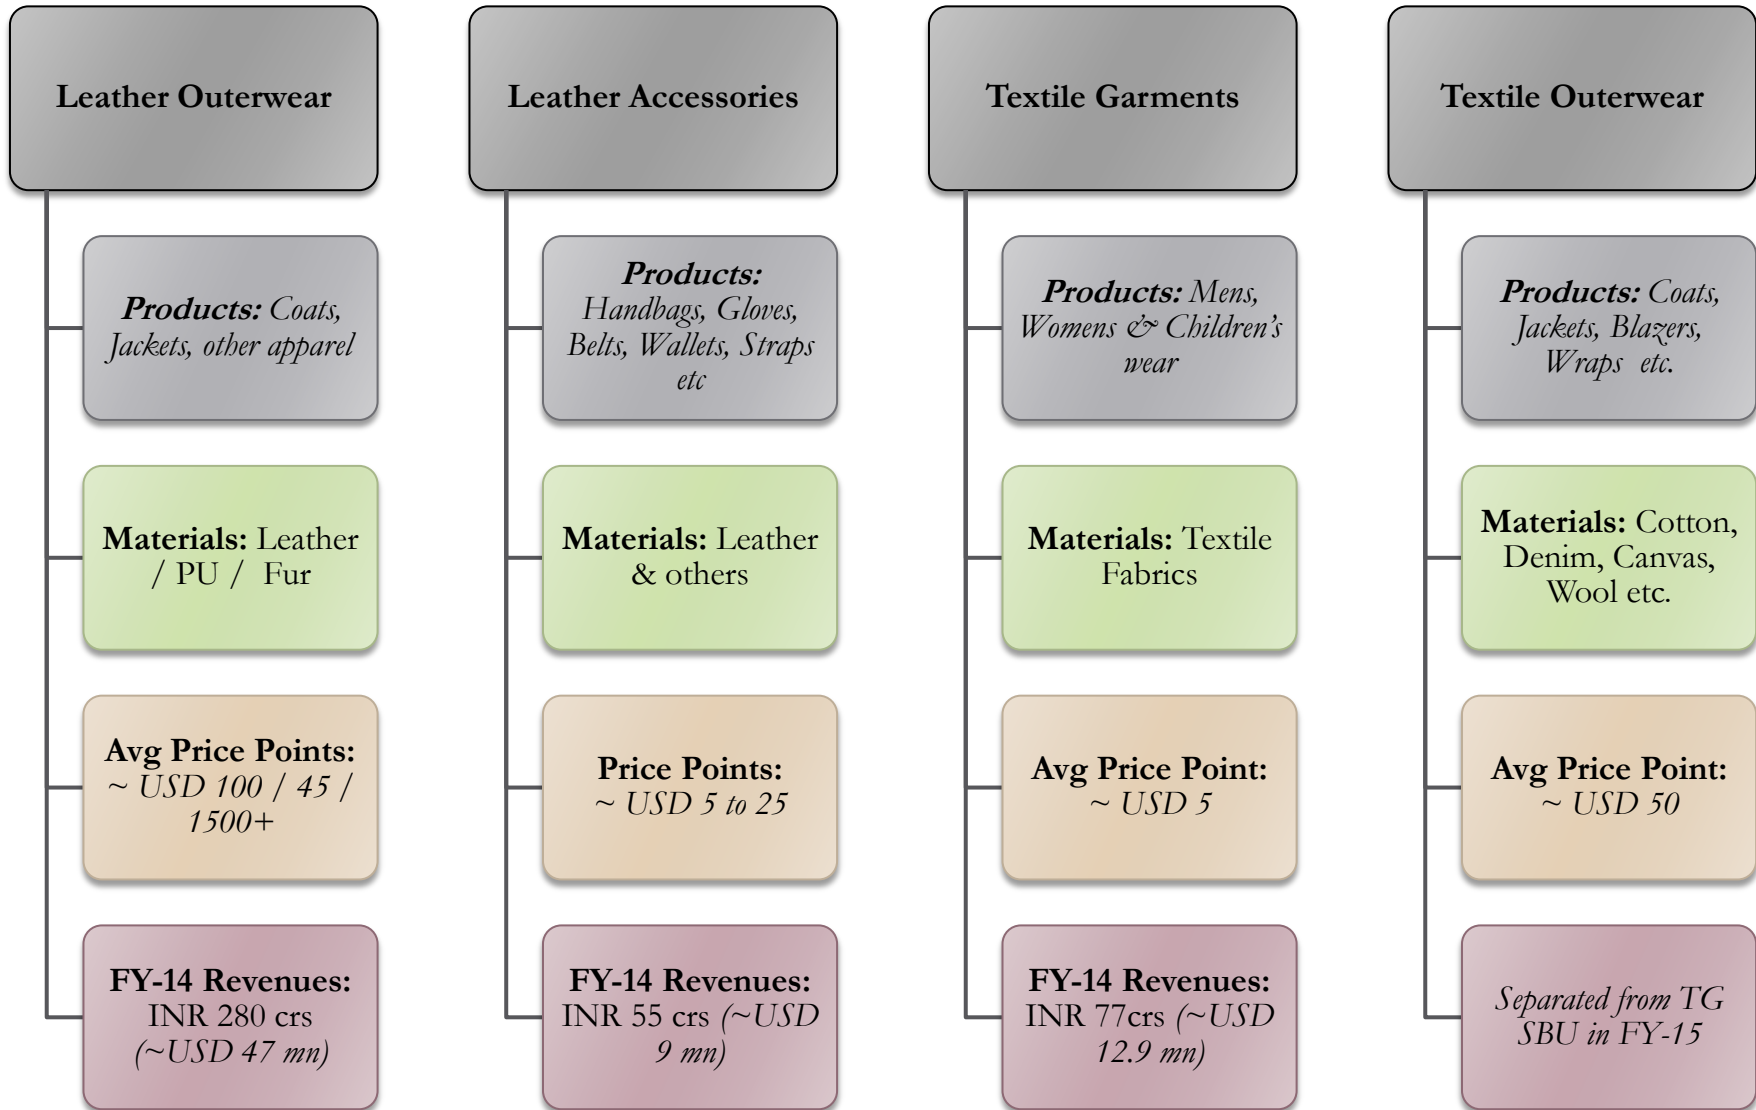 Leather Outerwear
Products: Coats,
Jackets, other apparel
Materials: Leather
/ PU / Fur
Avg Price Points:
~ USD 100 / 45 /
1500+
FY-14 Revenues:
INR 280 crs
(~USD 47 mn)
Leather Accessories
Products:
Handbags, Gloves,
Belts, Wallets, Straps
etc
Materials: Leather
& others
Price Points:
~ USD 5 to 25
FY-14 Revenues:
INR 55 crs (~USD
9 mn)
Textile Garments
Products: Mens,
Womens & Children's
wear
Materials: Textile
Fabrics
Avg Price Point:
~ USD 5
FY-14 Revenues:
INR 77crs (~USD
12.9 mn)
Textile Outerwear
Products: Coats,
Jackets, Blazers,
Wraps etc.
Materials: Cotton,
Denim, Canvas,
Wool etc.
Avg Price Point:
~ USD 50
Separated from TG
SBU in FY-15